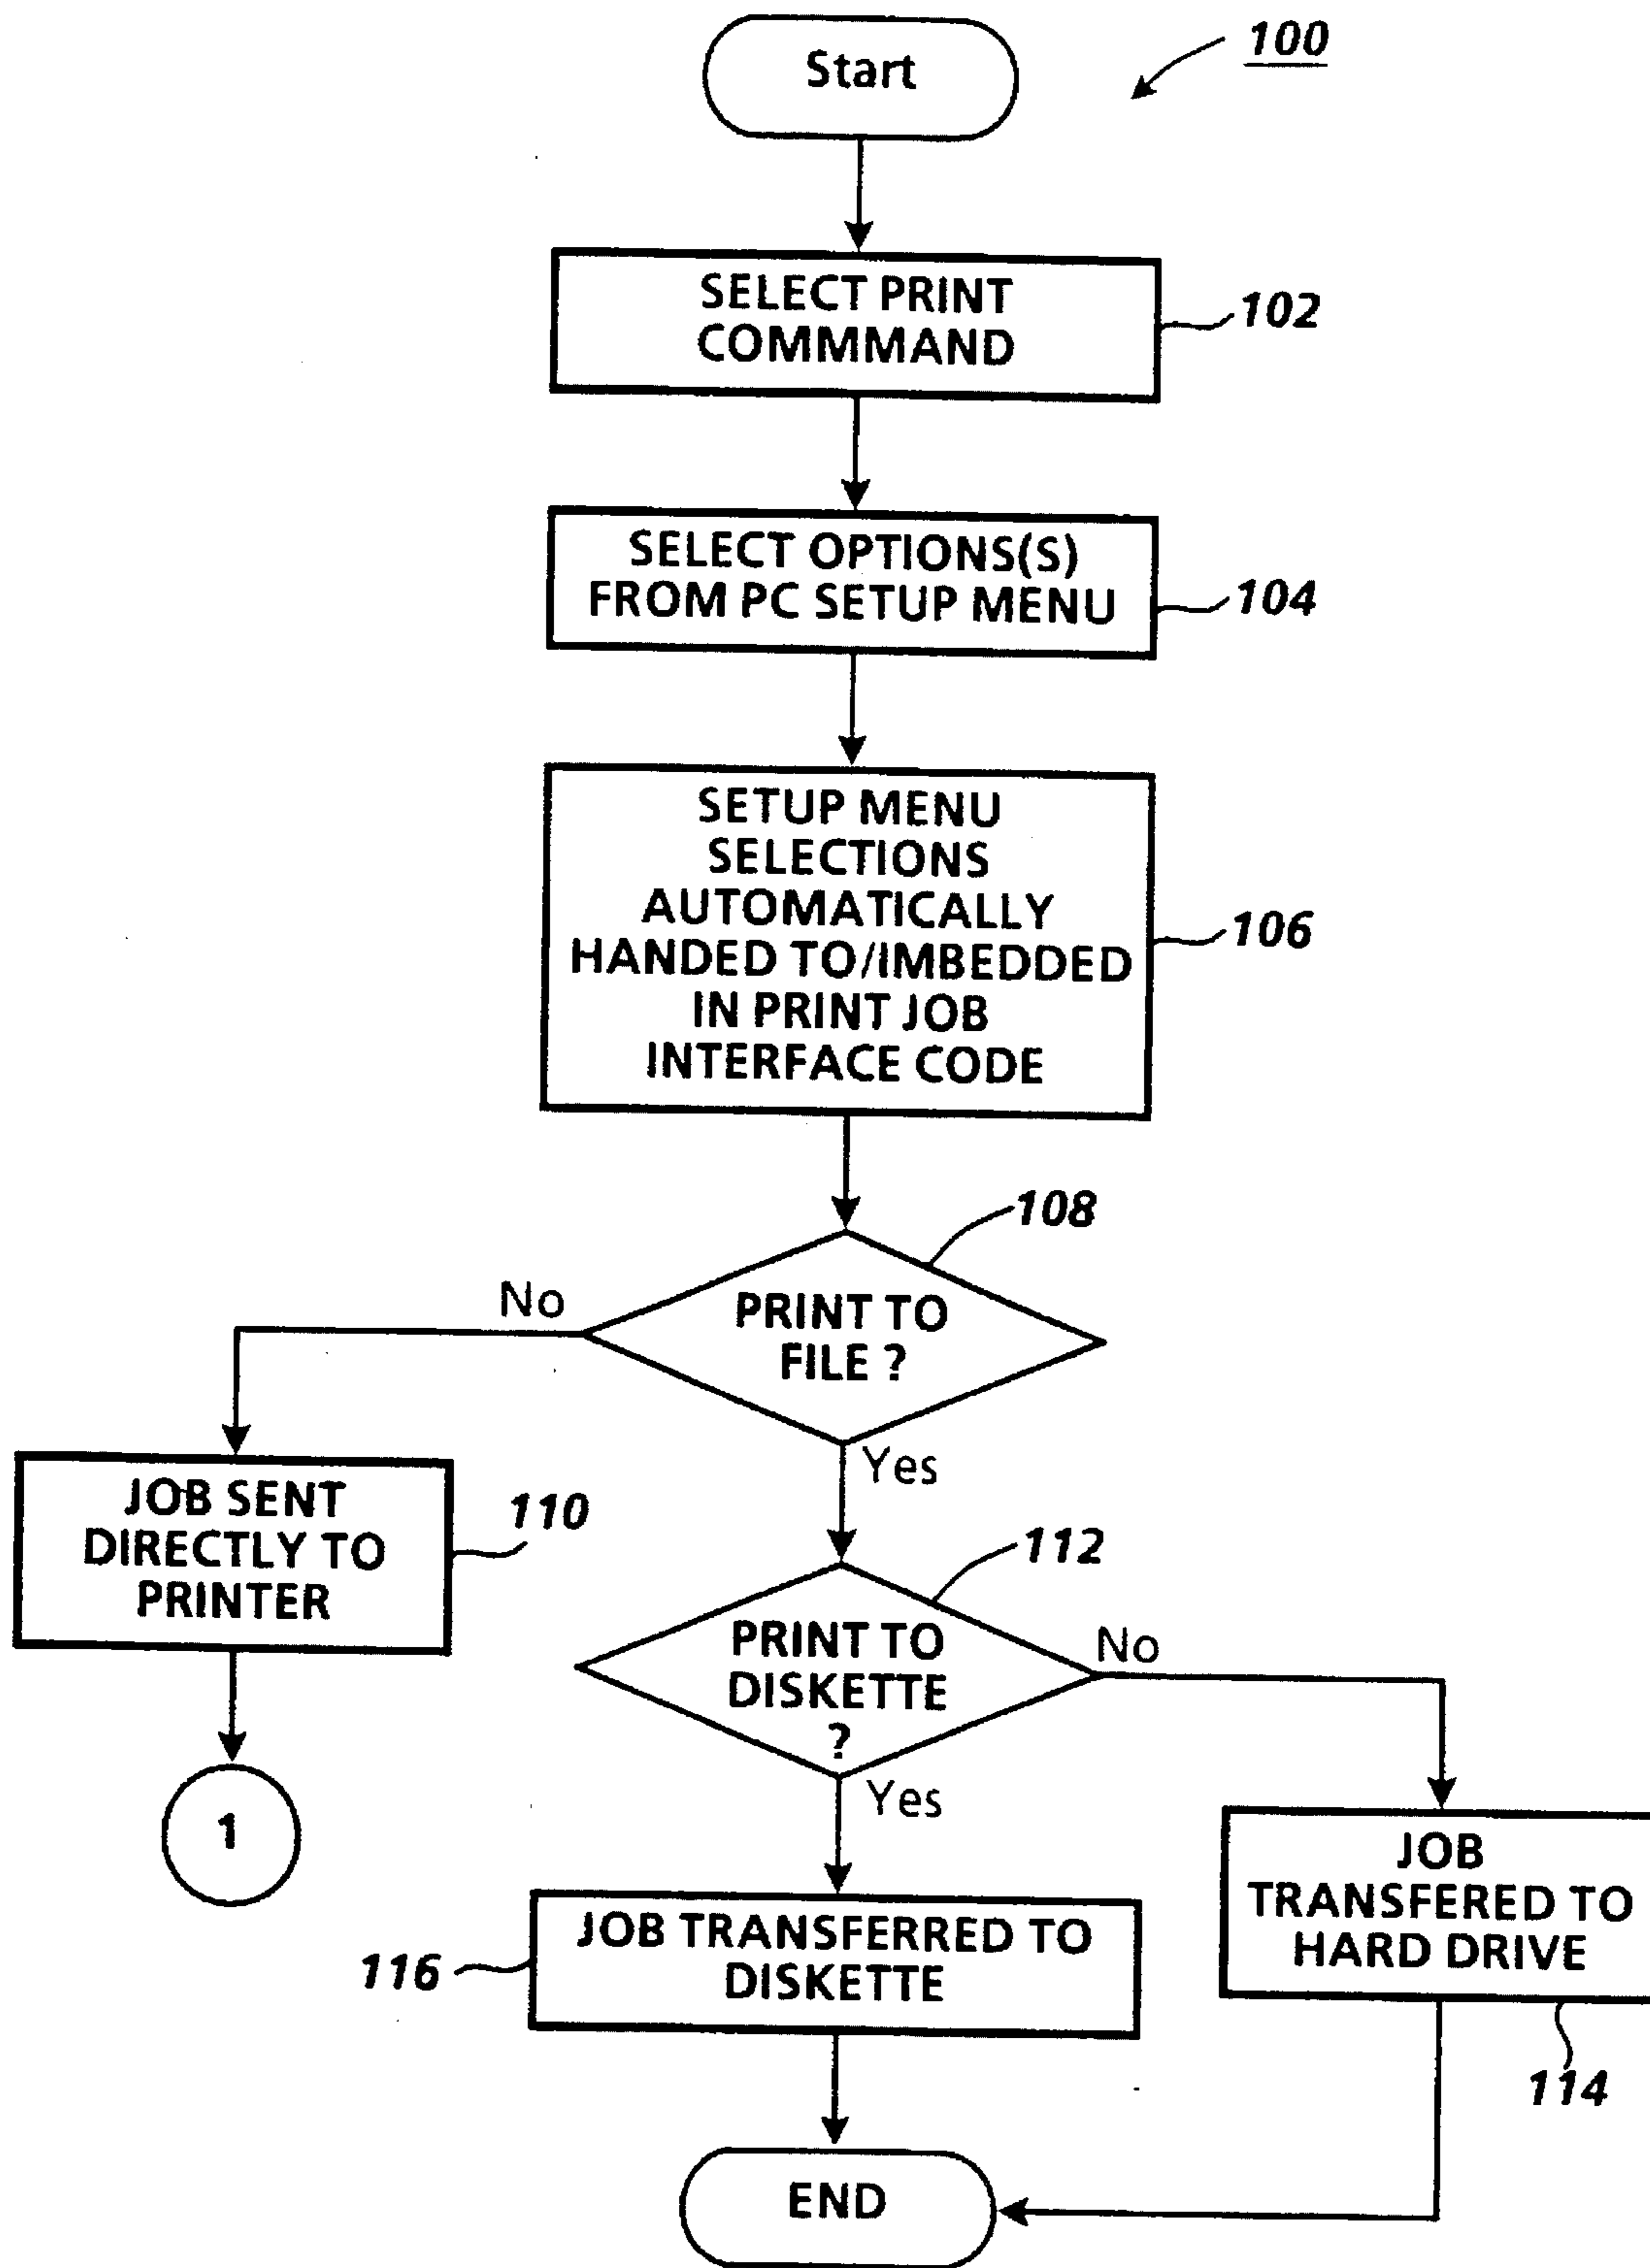 Start
100
SELECT PRINT
COMMMAND
102
SELECT OPTIONS(S)
FROM PC SETUP MENU
104
SETUP MENU
SELECTIONS
AUTOMATICALLY
HANDED TO/IMBEDDED
IN PRINT JOB
INTERFACE CODE
106
108
No
PRINT TO
FILE ?
Yes
JOB SENT
DIRECTLY TO
PRINTER
110
112
PRINT TO
DISKETTE
?
No
Yes
1
JOB
TRANSFERED TO
HARD DRIVE
114
JOB TRANSFERRED TO
DISKETTE
116
END